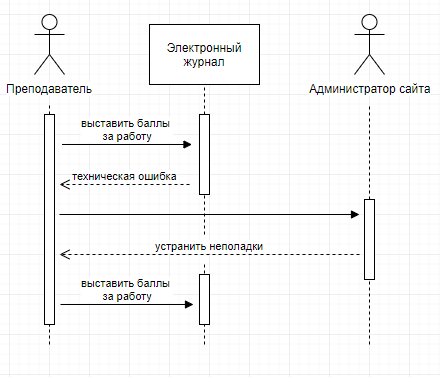 Электронный
журнал
Преподаватель
Администратор сайта
выставить баллы
за работу
техническая ошибка
устранить неполадки
выставить баллы
за работу